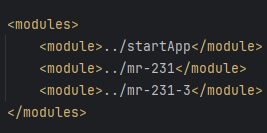 <modules>
    <module>../startApp</module>
    <module>../mr-231</module>
    <module>../mr-231-3</module>
</modules>